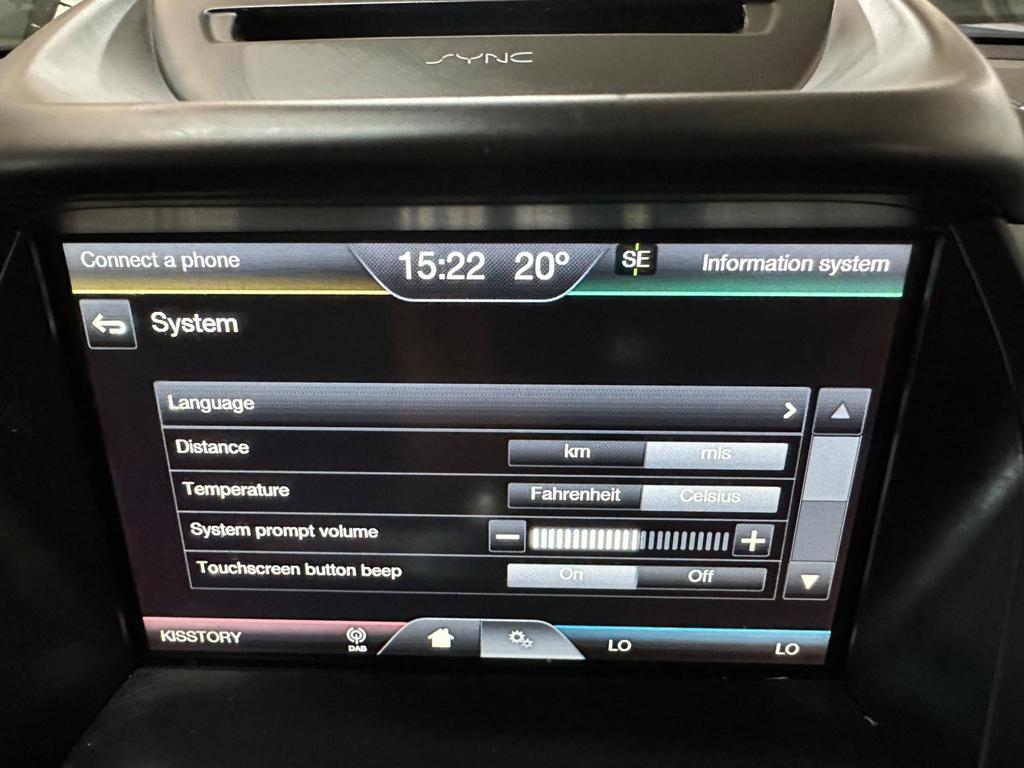 SYNC
Connect a phone 15:22 20º SE Information system
System
Language
Distance km mls
Temperature Fahrenheit Celsius
System prompt volume
Touchscreen button beep On Off
KISSTORY DAB LO LO